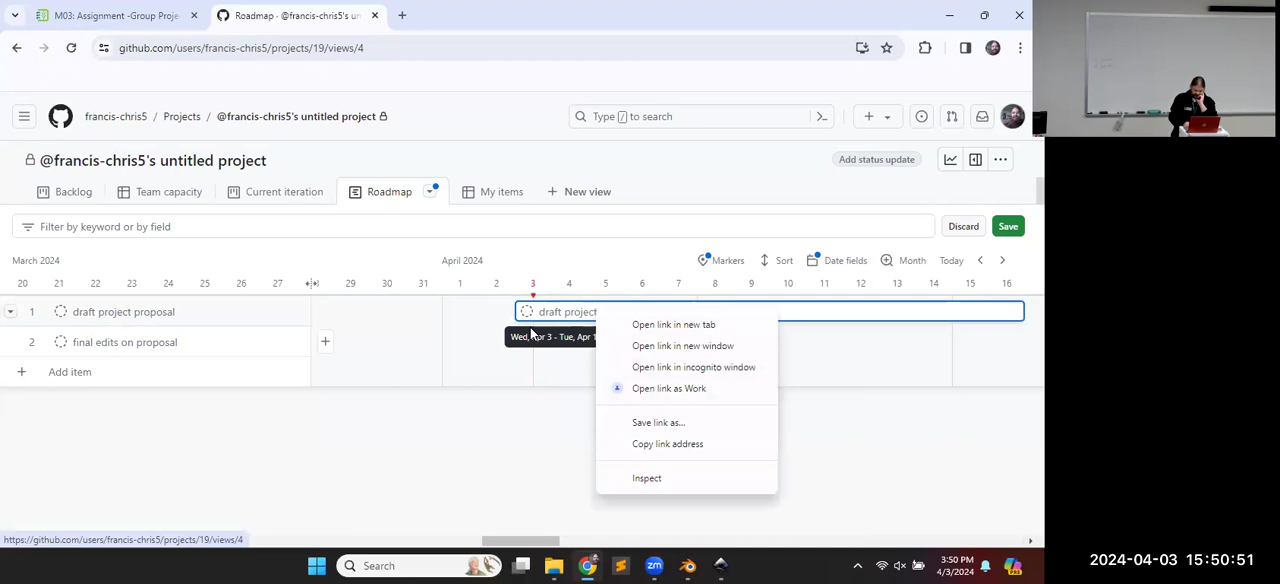 M03: Assignment -Group Proje
Roadmap · @francis-chris5's un
github.com/users/francis-chris5/projects/19/views/4
francis-chris5 / Projects / @francis-chris5's untitled project
Type / to search
@francis-chris5's untitled project
Add status update
Backlog
Team capacity
Current iteration
Roadmap
My items
New view
Filter by keyword or by field
Discard
Save
March 2024
April 2024
Markers
Sort
Date fields
Month
Today
20 21 22 23 24 25 26 27 29 30 31 1 2 3 4 5 6 7 8 9 10 11 12 13 14 15 16
1 draft project proposal
draft project
Wed, Apr 3 - Tue, Apr 1
2 final edits on proposal
Add item
Open link in new tab
Open link in new window
Open link in incognito window
Open link as Work
Save link as...
Copy link address
Inspect
https://github.com/users/francis-chris5/projects/19/views/4
Search
3:50 PM
4/3/2024
2024-04-03 15:50:51